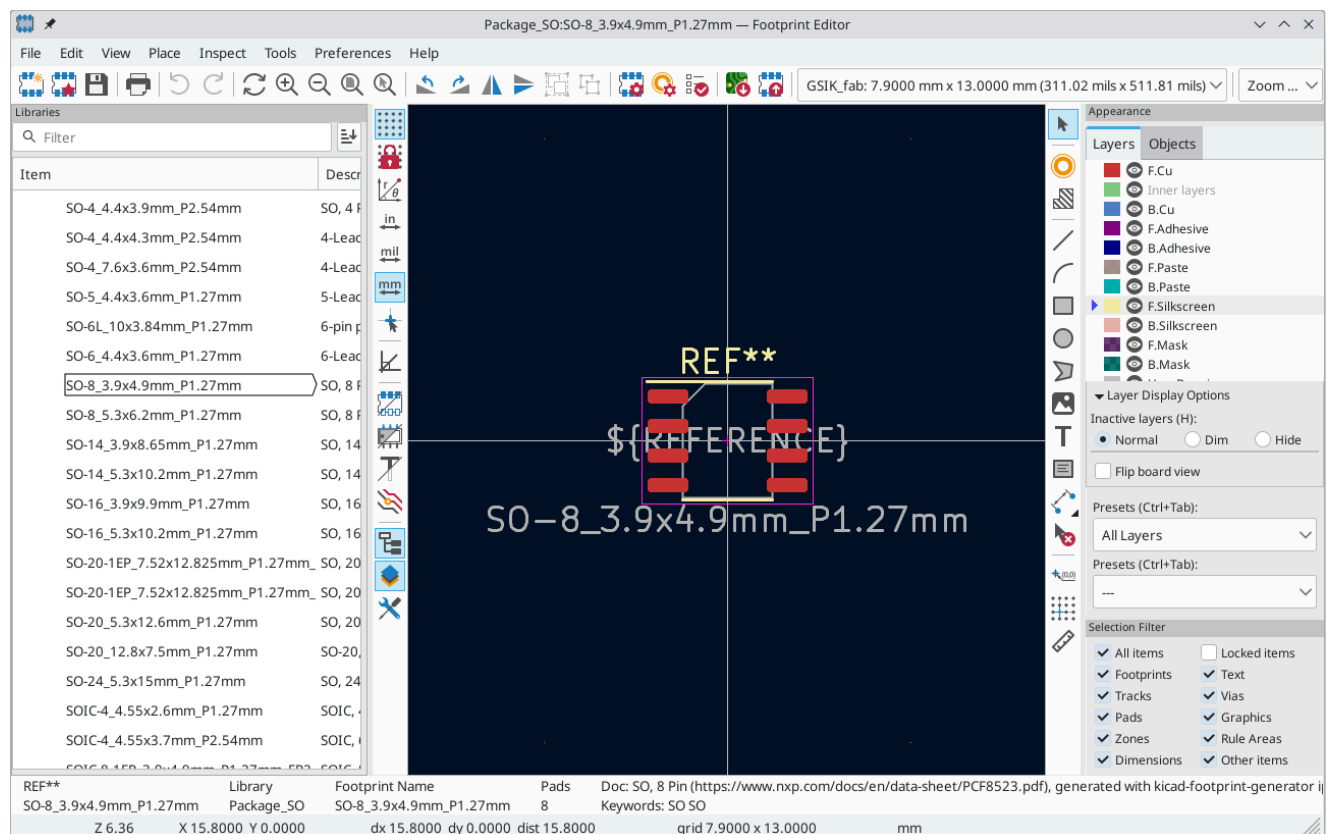 Package_SO:SO-8_3.9x4.9mm_P1.27mm — Footprint Editor
File Edit View Place Inspect Tools Preferences Help
GSIK_fab: 7.9000 mm x 13.0000 mm (311.02 mils x 511.81 mils) Zoom ...
Libraries
Filter
Item Descr
SO-4_4.4x3.9mm_P2.54mm SO, 4 P
SO-4_4.4x4.3mm_P2.54mm 4-Leac
SO-4_7.6x3.6mm_P2.54mm 4-Leac
SO-5_4.4x3.6mm_P1.27mm 5-Leac
SO-6L_10x3.84mm_P1.27mm 6-pin p
SO-6_4.4x3.6mm_P1.27mm 6-Leac
SO-8_3.9x4.9mm_P1.27mm SO, 8 P
SO-8_5.3x6.2mm_P1.27mm SO, 8 P
SO-14_3.9x8.65mm_P1.27mm SO, 14
SO-14_5.3x10.2mm_P1.27mm SO, 14
SO-16_3.9x9.9mm_P1.27mm SO, 16
SO-16_5.3x10.2mm_P1.27mm SO, 16
SO-20-1EP_7.52x12.825mm_P1.27mm_ SO, 20
SO-20-1EP_7.52x12.825mm_P1.27mm_ SO, 20
SO-20_5.3x12.6mm_P1.27mm SO, 20
SO-20_12.8x7.5mm_P1.27mm SO-20,
SO-24_5.3x15mm_P1.27mm SO, 24
SOIC-4_4.55x2.6mm_P1.27mm SOIC,
SOIC-4_4.55x3.7mm_P2.54mm SOIC,
r
θ
in
mil
mm
REF**
${REFERENCE}
SO-8_3.9x4.9mm_P1.27mm
T
(0,0)
Appearance
Layers Objects
F.Cu
Inner layers
B.Cu
F.Adhesive
B.Adhesive
F.Paste
B.Paste
F.Silkscreen
B.Silkscreen
F.Mask
B.Mask
Layer Display Options
Inactive layers (H):
Normal Dim Hide
Flip board view
Presets (Ctrl+Tab):
All Layers
Presets (Ctrl+Tab):
---
Selection Filter
All items Locked items
Footprints Text
Tracks Vias
Pads Graphics
Zones Rule Areas
Dimensions Other items
REF** Library Footprint Name Pads Doc: SO, 8 Pin (https://www.nxp.com/docs/en/data-sheet/PCF8523.pdf), generated with kicad-footprint-generator
SO-8_3.9x4.9mm_P1.27mm Package_SO SO-8_3.9x4.9mm_P1.27mm 8 Keywords: SO SO
Z 6.36 X 15.8000 Y 0.0000 dx 15.8000 dy 0.0000 dist 15.8000 grid 7.9000 x 13.0000 mm